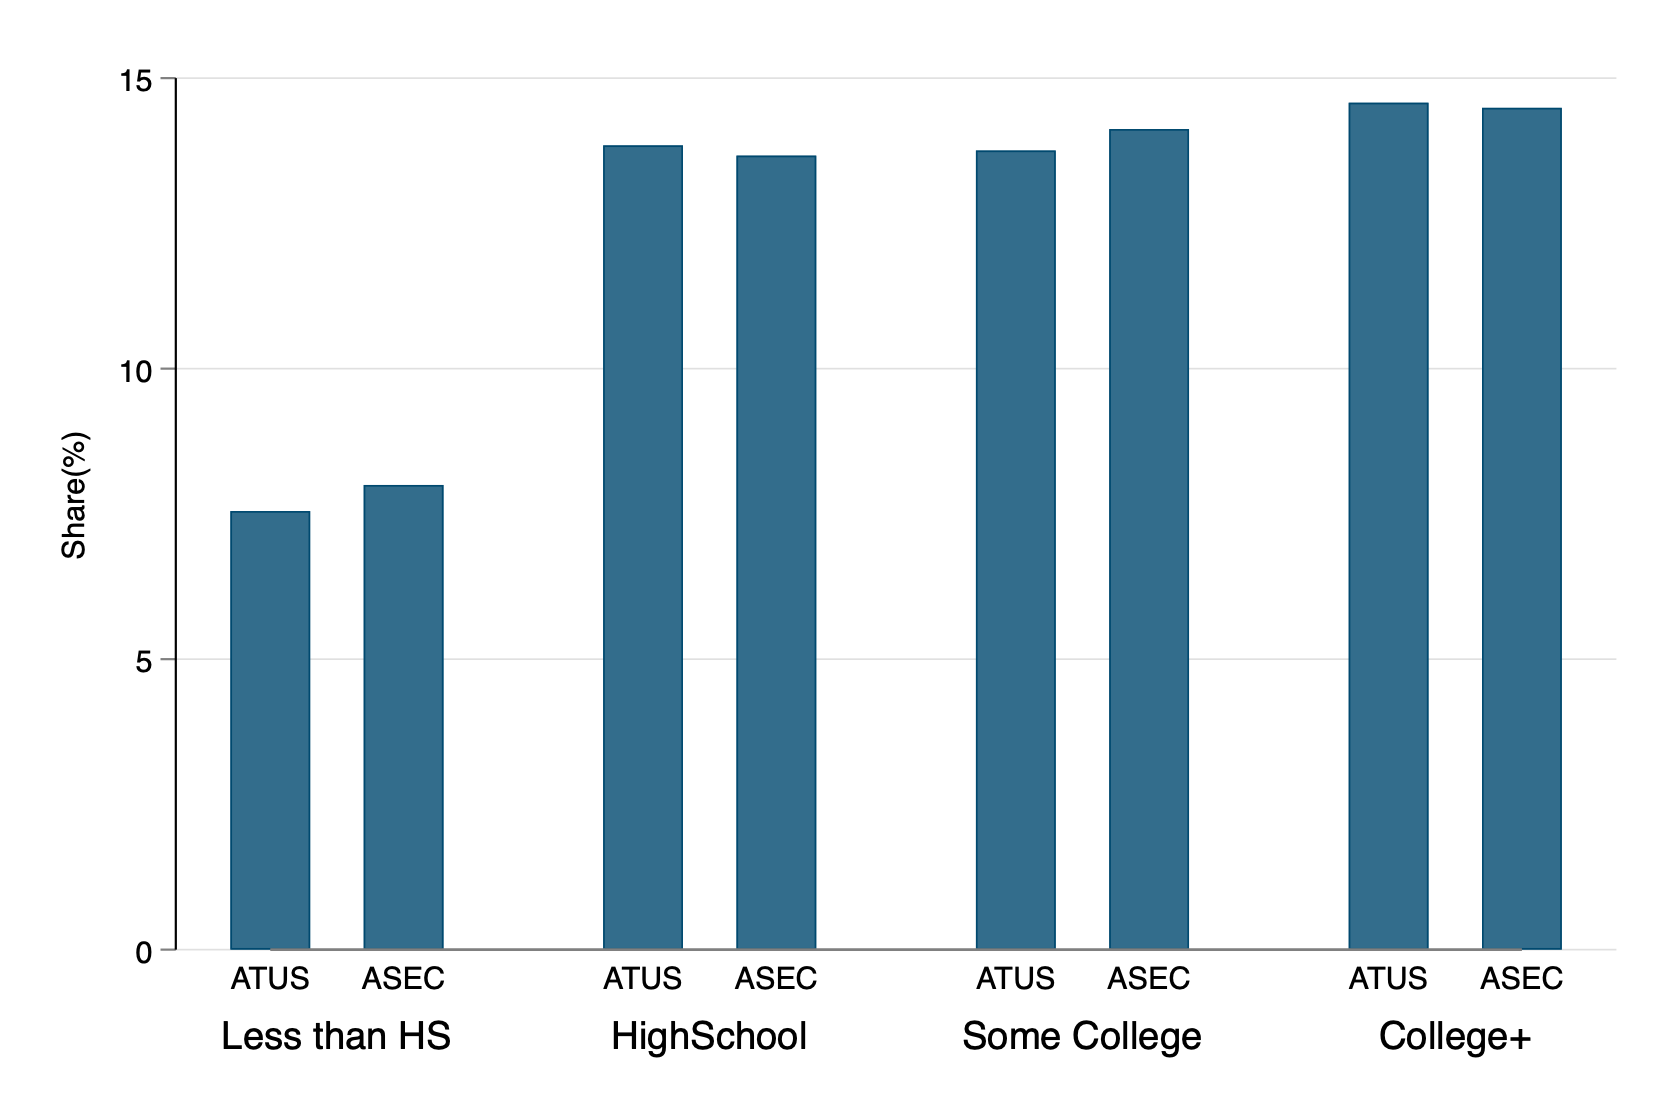 Share(%)
15
10
5
0
ATUS ASEC ATUS ASEC ATUS ASEC ATUS ASEC
Less than HS HighSchool Some College College+